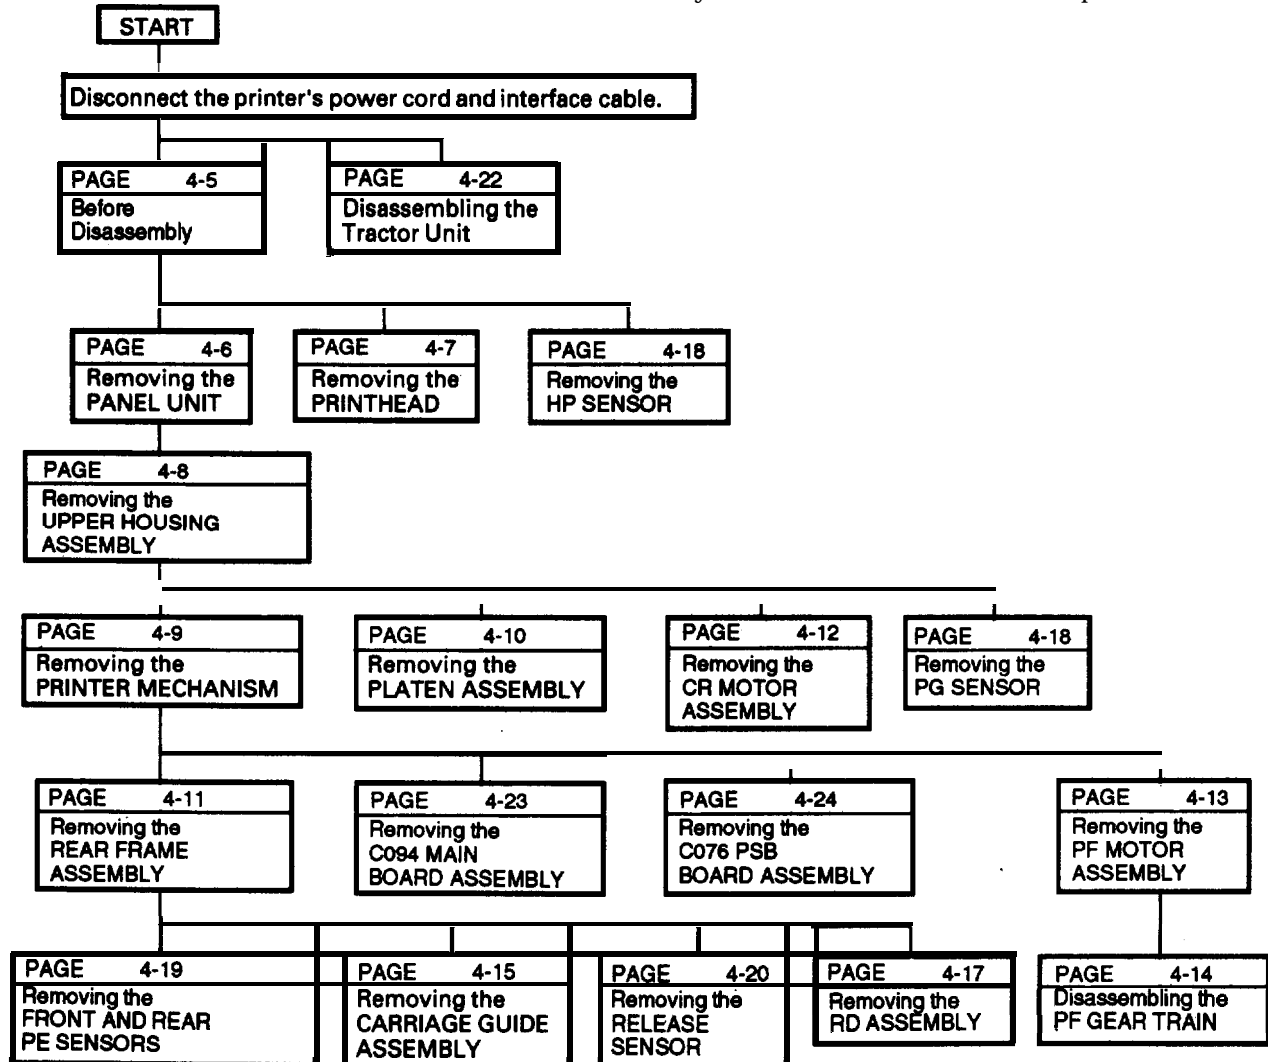 START
Disconnect the printer's power cord and interface cable.
PAGE 4-5
Before
Disassembly
PAGE 4-22
Disassembling the
Tractor Unit
PAGE 4-6
Removing the
PANEL UNIT
PAGE 4-7
Removing the
PRINTHEAD
PAGE 4-18
Removing the
HP SENSOR
PAGE 4-8
Removing the
UPPER HOUSING
ASSEMBLY
PAGE 4-9
Removing the
PRINTER MECHANISM
PAGE 4-10
Removing the
PLATEN ASSEMBLY
PAGE 4-12
Removing the
CR MOTOR
ASSEMBLY
PAGE 4-18
Removing the
PG SENSOR
PAGE 4-11
Removing the
REAR FRAME
ASSEMBLY
PAGE 4-23
Removing the
C094 MAIN
BOARD ASSEMBLY
PAGE 4-24
Removing the
C076 PSB
BOARD ASSEMBLY
PAGE 4-13
Removing the
PF MOTOR
ASSEMBLY
PAGE 4-19
Removing the
FRONT AND REAR
PE SENSORS
PAGE 4-15
Removing the
CARRIAGE GUIDE
ASSEMBLY
PAGE 4-20
Removing the
RELEASE
SENSOR
PAGE 4-17
Removing the
RD ASSEMBLY
PAGE 4-14
Disassembling the
PF GEAR TRAIN